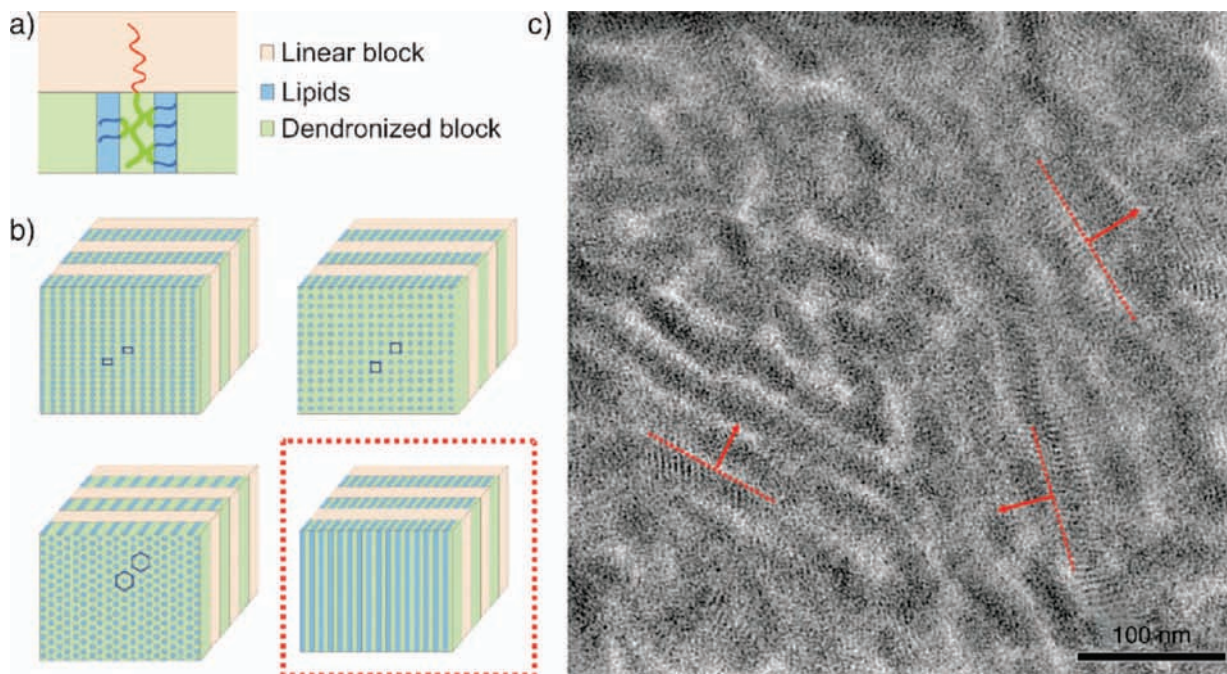 a)
Linear block
Lipids
Dendronized block
b)
c)
100 nm